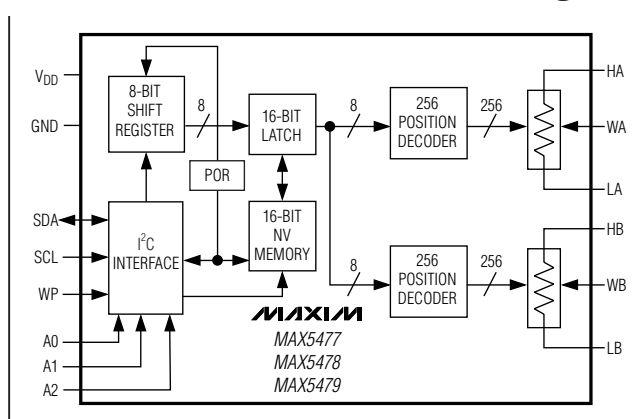 V_DD
GND
SDA
SCL
WP
A0
A1
A2
8-BIT
SHIFT
REGISTER
8
16-BIT
LATCH
POR
I²C
INTERFACE
16-BIT
NV
MEMORY
8
256
POSITION
DECODER
256
8
256
POSITION
DECODER
256
HA
WA
LA
HB
WB
LB
MAXIM
MAX5477
MAX5478
MAX5479